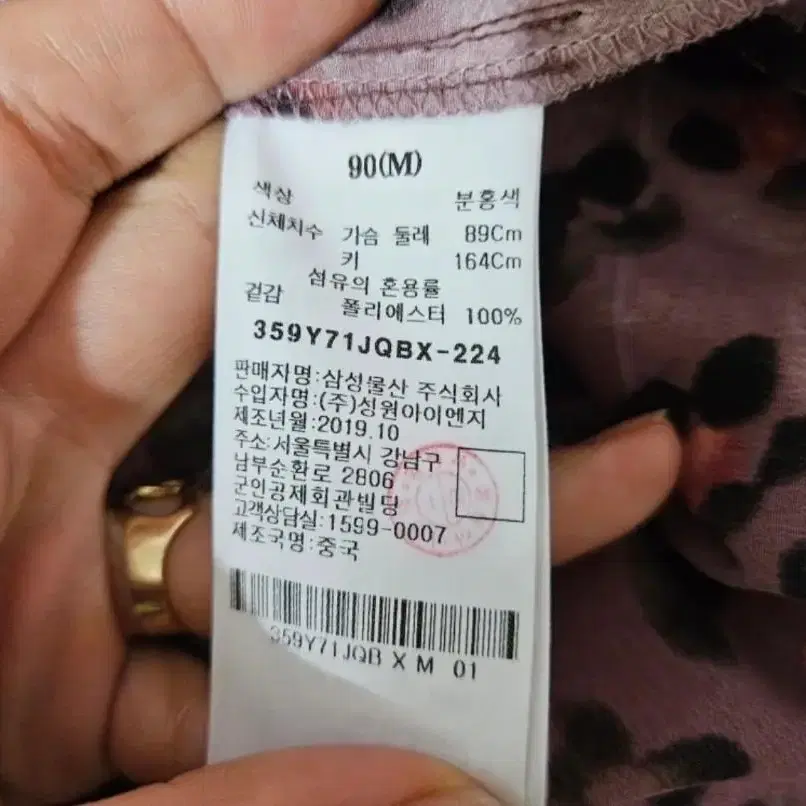 90(M)
색상 분홍색
신체치수 가슴 둘레 89Cm
키 164Cm
섬유의 혼용률
겉감 폴리에스터 100%
359Y71JQBX-224
판매자명:삼성물산 주식회사
수입자명:(주)성원아이엔지
제조년월:2019.10
주소:서울특별시 강남구
남부순환로 2806
군인공제회관빌딩
고객상담실:1599-0007
제조국명:중국
359Y71JQB X M 01